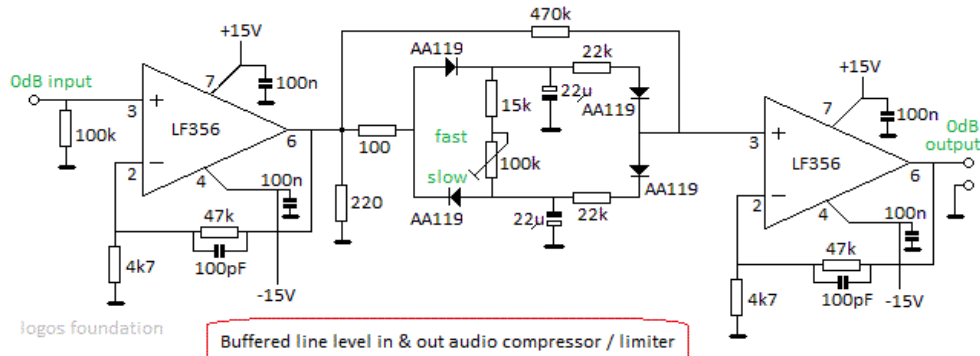 +15V
7
100n
0dB input
3
+
LF356
6
100k
2
−
4
100n
47k
100pF
4k7
-15V
100
220
470k
AA119
22k
15k
22µ
AA119
fast
100k
slow
AA119
22µ
22k
AA119
+15V
7
100n
0dB
output
3
+
LF356
6
2
−
4
100n
47k
100pF
4k7
-15V
logos foundation
Buffered line level in & out audio compressor / limiter